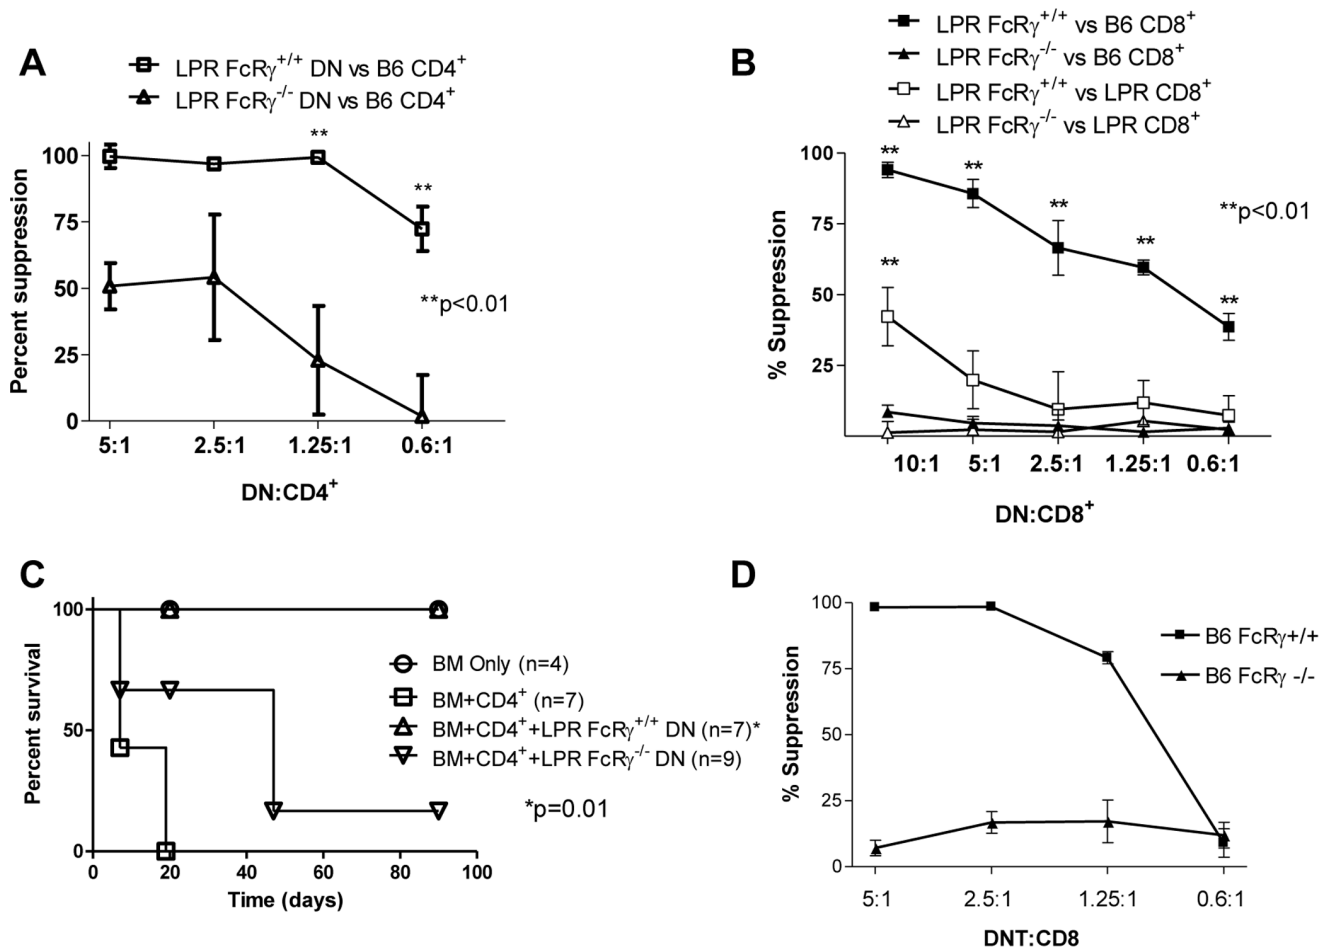 A
LPR FcRγ+/+ DN vs B6 CD4+
LPR FcRγ-/- DN vs B6 CD4+
Percent suppression
100
75
50
25
0
**
**
**p<0.01
5:1 2.5:1 1.25:1 0.6:1
DN:CD4+
B
LPR FcRγ+/+ vs B6 CD8+
LPR FcRγ-/- vs B6 CD8+
LPR FcRγ+/+ vs LPR CD8+
LPR FcRγ-/- vs LPR CD8+
% Suppression
100
75
50
25
**
**
**
**
**
**
**p<0.01
10:1 5:1 2.5:1 1.25:1 0.6:1
DN:CD8+
C
Percent survival
100
50
0
BM Only (n=4)
BM+CD4+ (n=7)
BM+CD4++LPR FcRγ+/+ DN (n=7)*
BM+CD4++LPR FcRγ-/- DN (n=9)
*p=0.01
0 20 40 60 80 100
Time (days)
D
% Suppression
100
75
50
25
0
B6 FcRγ+/+
B6 FcRγ -/-
5:1 2.5:1 1.25:1 0.6:1
DNT:CD8